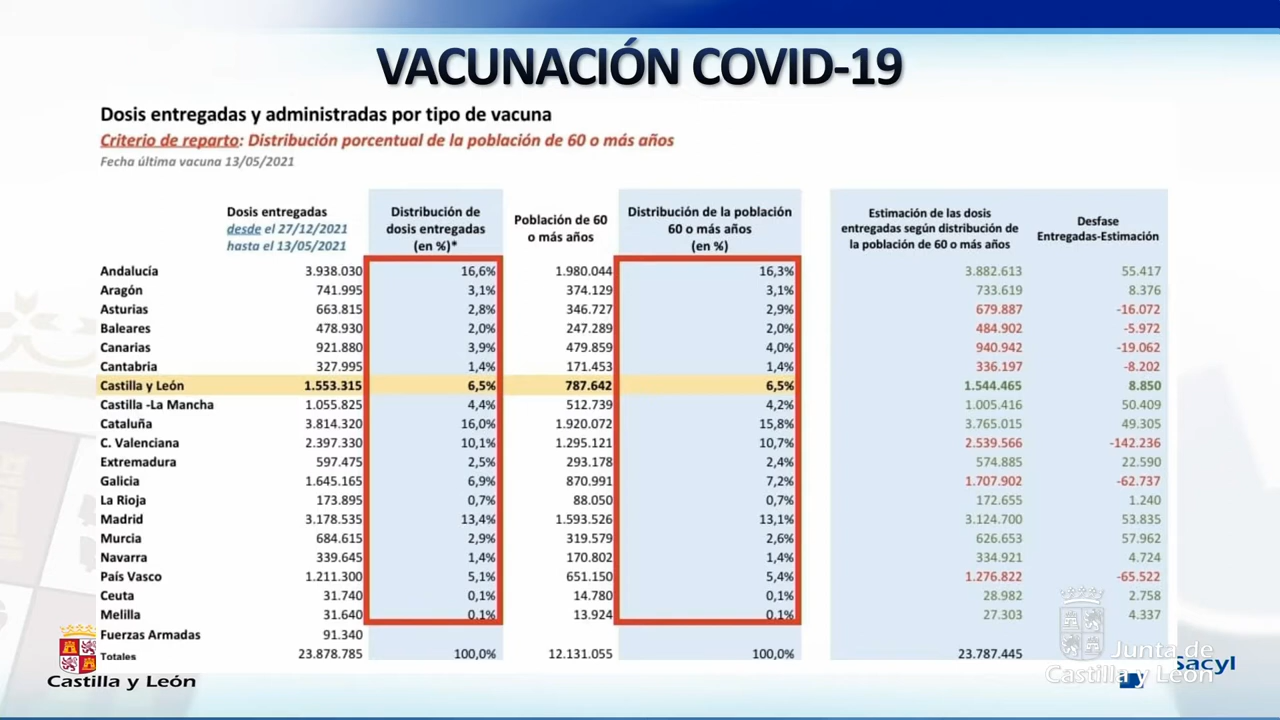 VACUNACIÓN COVID-19
Dosis entregadas y administradas por tipo de vacuna
Criterio de reparto: Distribución porcentual de la población de 60 o más años
Fecha última vacuna 13/05/2021
Dosis entregadas desde el 27/12/2021 hasta el 13/05/2021 Distribución de dosis entregadas (en %)* Población de 60 o más años Distribución de la población 60 o más años (en %) Estimación de las dosis entregadas según distribución de la población de 60 o más años Desfase Entregadas-Estimación
Andalucía 3.938.030 16,6% 1.980.044 16,3% 3.882.613 55.417
Aragón 741.995 3,1% 374.129 3,1% 733.619 8.376
Asturias 663.815 2,8% 346.727 2,9% 679.887 -16.072
Baleares 478.930 2,0% 247.289 2,0% 484.902 -5.972
Canarias 921.880 3,9% 479.859 4,0% 940.942 -19.062
Cantabria 327.995 1,4% 171.453 1,4% 336.197 -8.202
Castilla y León 1.553.315 6,5% 787.642 6,5% 1.544.465 8.850
Castilla -La Mancha 1.055.825 4,4% 512.739 4,2% 1.005.416 50.409
Cataluña 3.814.320 16,0% 1.920.072 15,8% 3.765.015 49.305
C. Valenciana 2.397.330 10,1% 1.295.121 10,7% 2.539.566 -142.236
Extremadura 597.475 2,5% 293.178 2,4% 574.885 22.590
Galicia 1.645.165 6,9% 870.991 7,2% 1.707.902 -62.737
La Rioja 173.895 0,7% 88.050 0,7% 172.655 1.240
Madrid 3.178.535 13,4% 1.593.526 13,1% 3.124.700 53.835
Murcia 684.615 2,9% 319.579 2,6% 626.653 57.962
Navarra 339.645 1,4% 170.802 1,4% 334.921 4.724
País Vasco 1.211.300 5,1% 651.150 5,4% 1.276.822 -65.522
Ceuta 31.740 0,1% 14.780 0,1% 28.982 2.758
Melilla 31.640 0,1% 13.924 0,1% 27.303 4.337
Fuerzas Armadas 91.340
Totales 23.878.785 100,0% 12.131.055 100,0% 23.787.445
Castilla y León
Junta de
Castilla y León
Sacyl